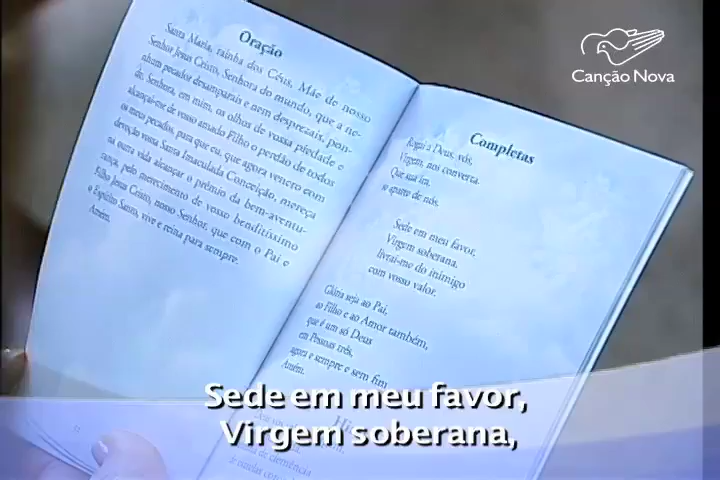 Oração
Santa Maria, rainha dos Céus, Mãe de nosso
Senhor Jesus Cristo, Senhora do mundo, que a ne-
nhum pecador desamparais e nem desprezais, pon-
de, Senhora, em mim, os olhos de vossa piedade e
alcançai-me de vosso amado Filho o perdão de todos
os meus pecados, para que eu, que agora venero com
devoção vossa Santa Imaculada Conceição, mereça
na outra vida alcançar o prêmio da bem-aventu-
rança, pelo merecimento de vosso benditíssimo
Filho Jesus Cristo, nosso Senhor, que com o Pai e
o Espírito Santo, vive e reina para sempre.
Amém.
Completas
Rogai a Deus, vós,
Virgem, nos converta.
Que sua ira,
se aparte de nós.
Sede em meu favor,
Virgem soberana,
livrai-me do inimigo
com vosso valor.
Glória seja ao Pai,
ao Filho e ao Amor também,
que é um só Deus
em Pessoas três,
agora e sempre e sem fim
Amém.
Hi
de clemência
de estrelas
Canção Nova
Sede em meu favor,
Virgem soberana,